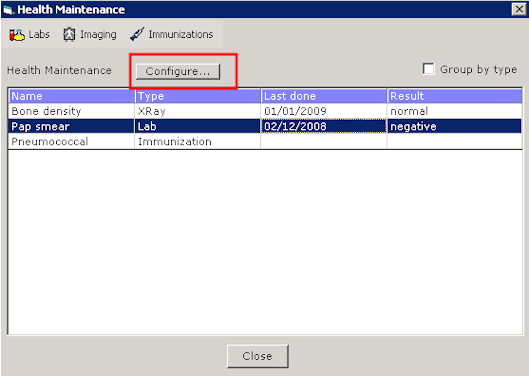 Health Maintenance
Labs Imaging Immunizations
Health Maintenance Configure... Group by type
Name Type Last done Result
Bone density XRay 01/01/2009 normal
Pap smear Lab 02/12/2008 negative
Pneumococcal Immunization
Close